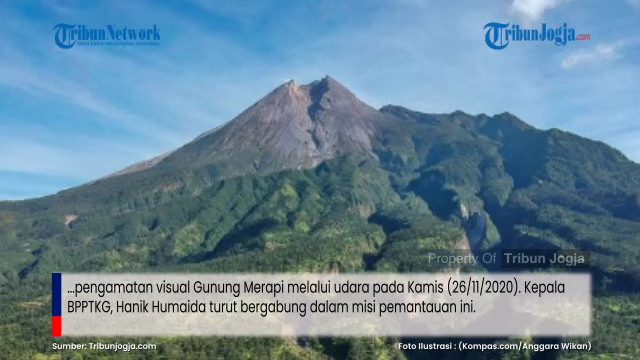 TribunNetwork
TribunJogja.com
Property Of Tribun Jogja
...pengamatan visual Gunung Merapi melalui udara pada Kamis (26/11/2020). Kepala
BPPTKG, Hanik Humaida turut bergabung dalam misi pemantauan ini.
Sumber: Tribunjogja.com
Foto Ilustrasi : (Kompas.com/Anggara Wikan)